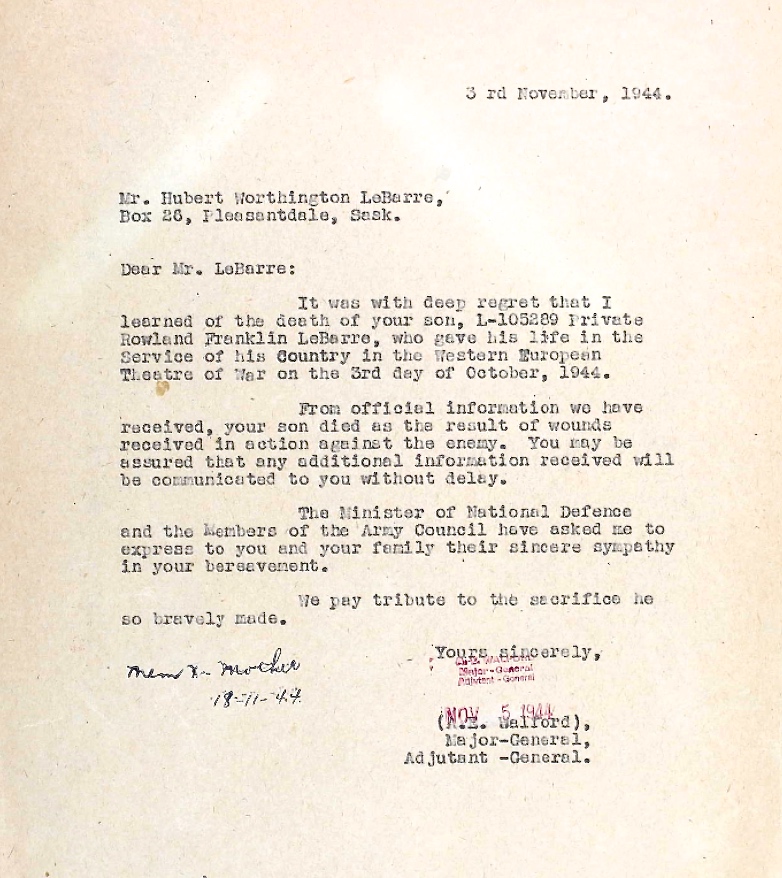 3 rd November, 1944.
Mr. Hubert Worthington LeBarre,
Box 26, Pleasantdale, Sask.
Dear Mr. LeBarre:
It was with deep regret that I
learned of the death of your son, L-105289 Private
Rowland Franklin LeBarre, who gave his life in the
Service of his Country in the Western European
Theatre of War on the 3rd day of October, 1944.
From official information we have
received, your son died as the result of wounds
received in action against the enemy. You may be
assured that any additional information received will
be communicated to you without delay.
The Minister of National Defence
and the Members of the Army Council have asked me to
express to you and your family their sincere sympathy
in your bereavement.
We pay tribute to the sacrifice he
so bravely made.
Yours sincerely,
Major-General
Adjutant-General
Mem X- Mother
18-11-44
NOV 5 1944
Walford),
Major-General,
Adjutant -General.